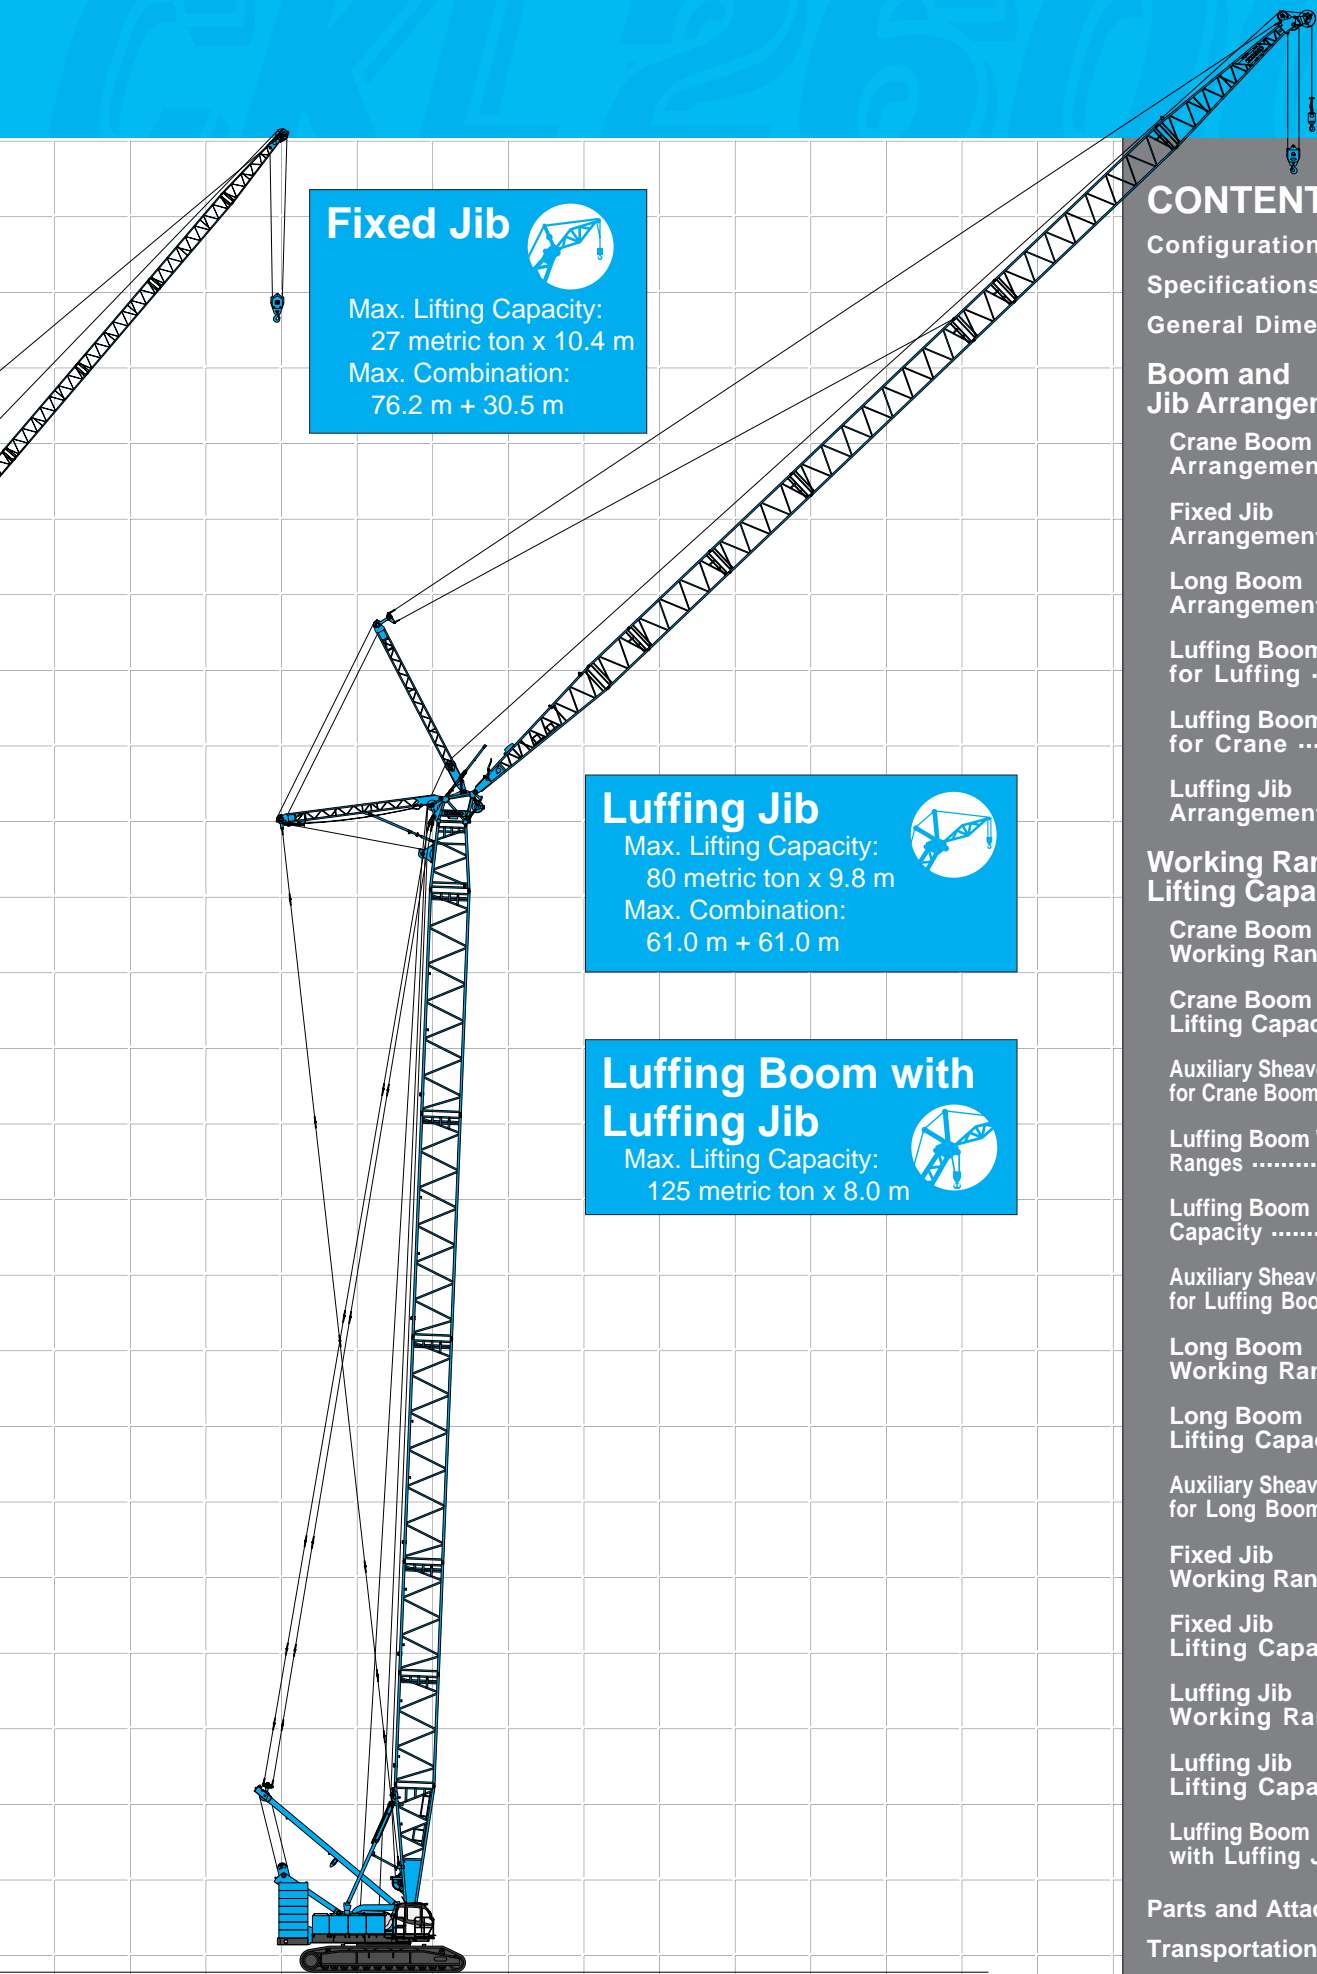 Fixed Jib
Max. Lifting Capacity:
27 metric ton x 10.4 m
Max. Combination:
76.2 m + 30.5 m
Luffing Jib
Max. Lifting Capacity:
80 metric ton x 9.8 m
Max. Combination:
61.0 m + 61.0 m
Luffing Boom with
Luffing Jib
Max. Lifting Capacity:
125 metric ton x 8.0 m
CONTENT
Configuration
Specifications
General Dime
Boom and
Jib Arranger
Crane Boom
Arrangemen
Fixed Jib
Arrangement
Long Boom
Arrangement
Luffing Boom
for Luffing
Luffing Boom
for Crane
Luffing Jib
Arrangement
Working Ran
Lifting Capa
Crane Boom
Working Ran
Crane Boom
Lifting Capac
Auxiliary Sheave
for Crane Boom
Luffing Boom
Ranges
Luffing Boom
Capacity
Auxiliary Sheave
for Luffing Boo
Long Boom
Working Ran
Long Boom
Lifting Capac
Auxiliary Sheav
for Long Boom
Fixed Jib
Working Ran
Fixed Jib
Lifting Capa
Luffing Jib
Working Ra
Luffing Jib
Lifting Capa
Luffing Boom
with Luffing J
Parts and Attac
Transportation